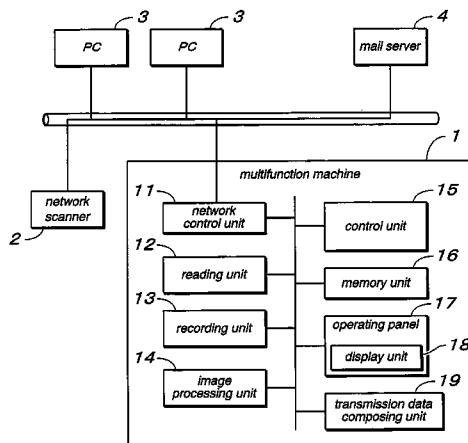 3
3
4
PC
PC
mail server
1
multifunction machine
network
scanner
2
11
network
control unit
15
control unit
12
reading unit
16
memory unit
13
recording unit
17
operating panel
18
display unit
14
image
processing unit
19
transmission data
composing unit